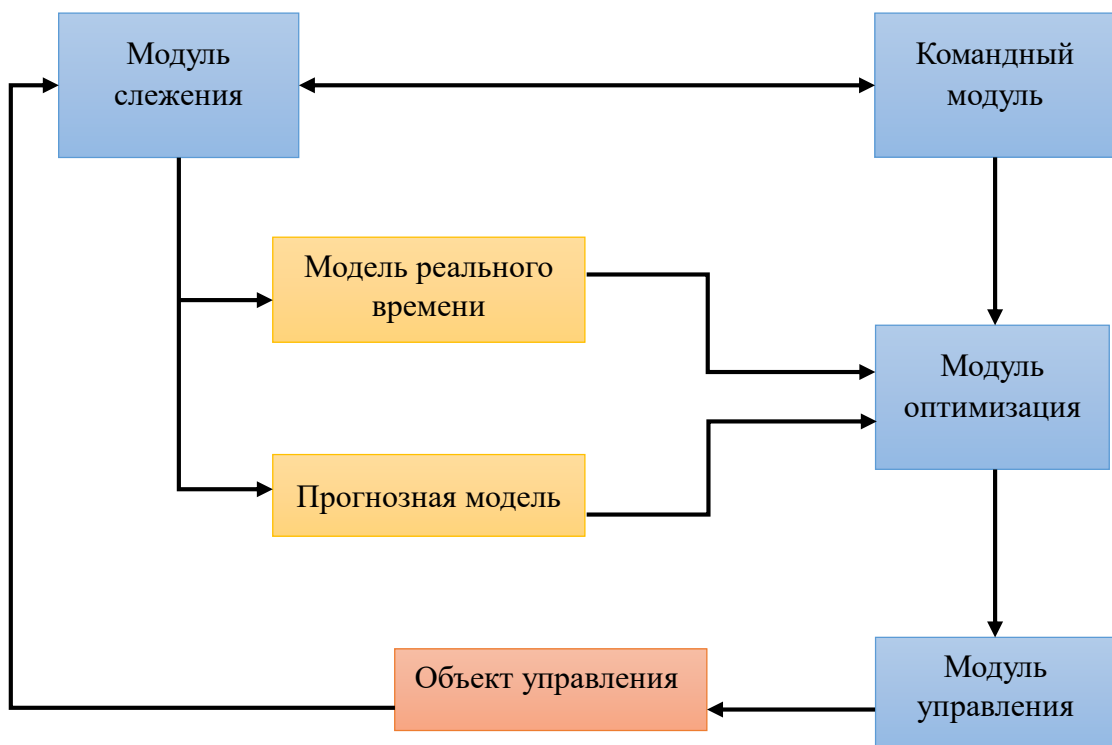 Модуль
слежения
Командный
модуль
Модель реального
времени
Модуль
оптимизация
Прогнозная модель
Объект управления
Модуль
управления